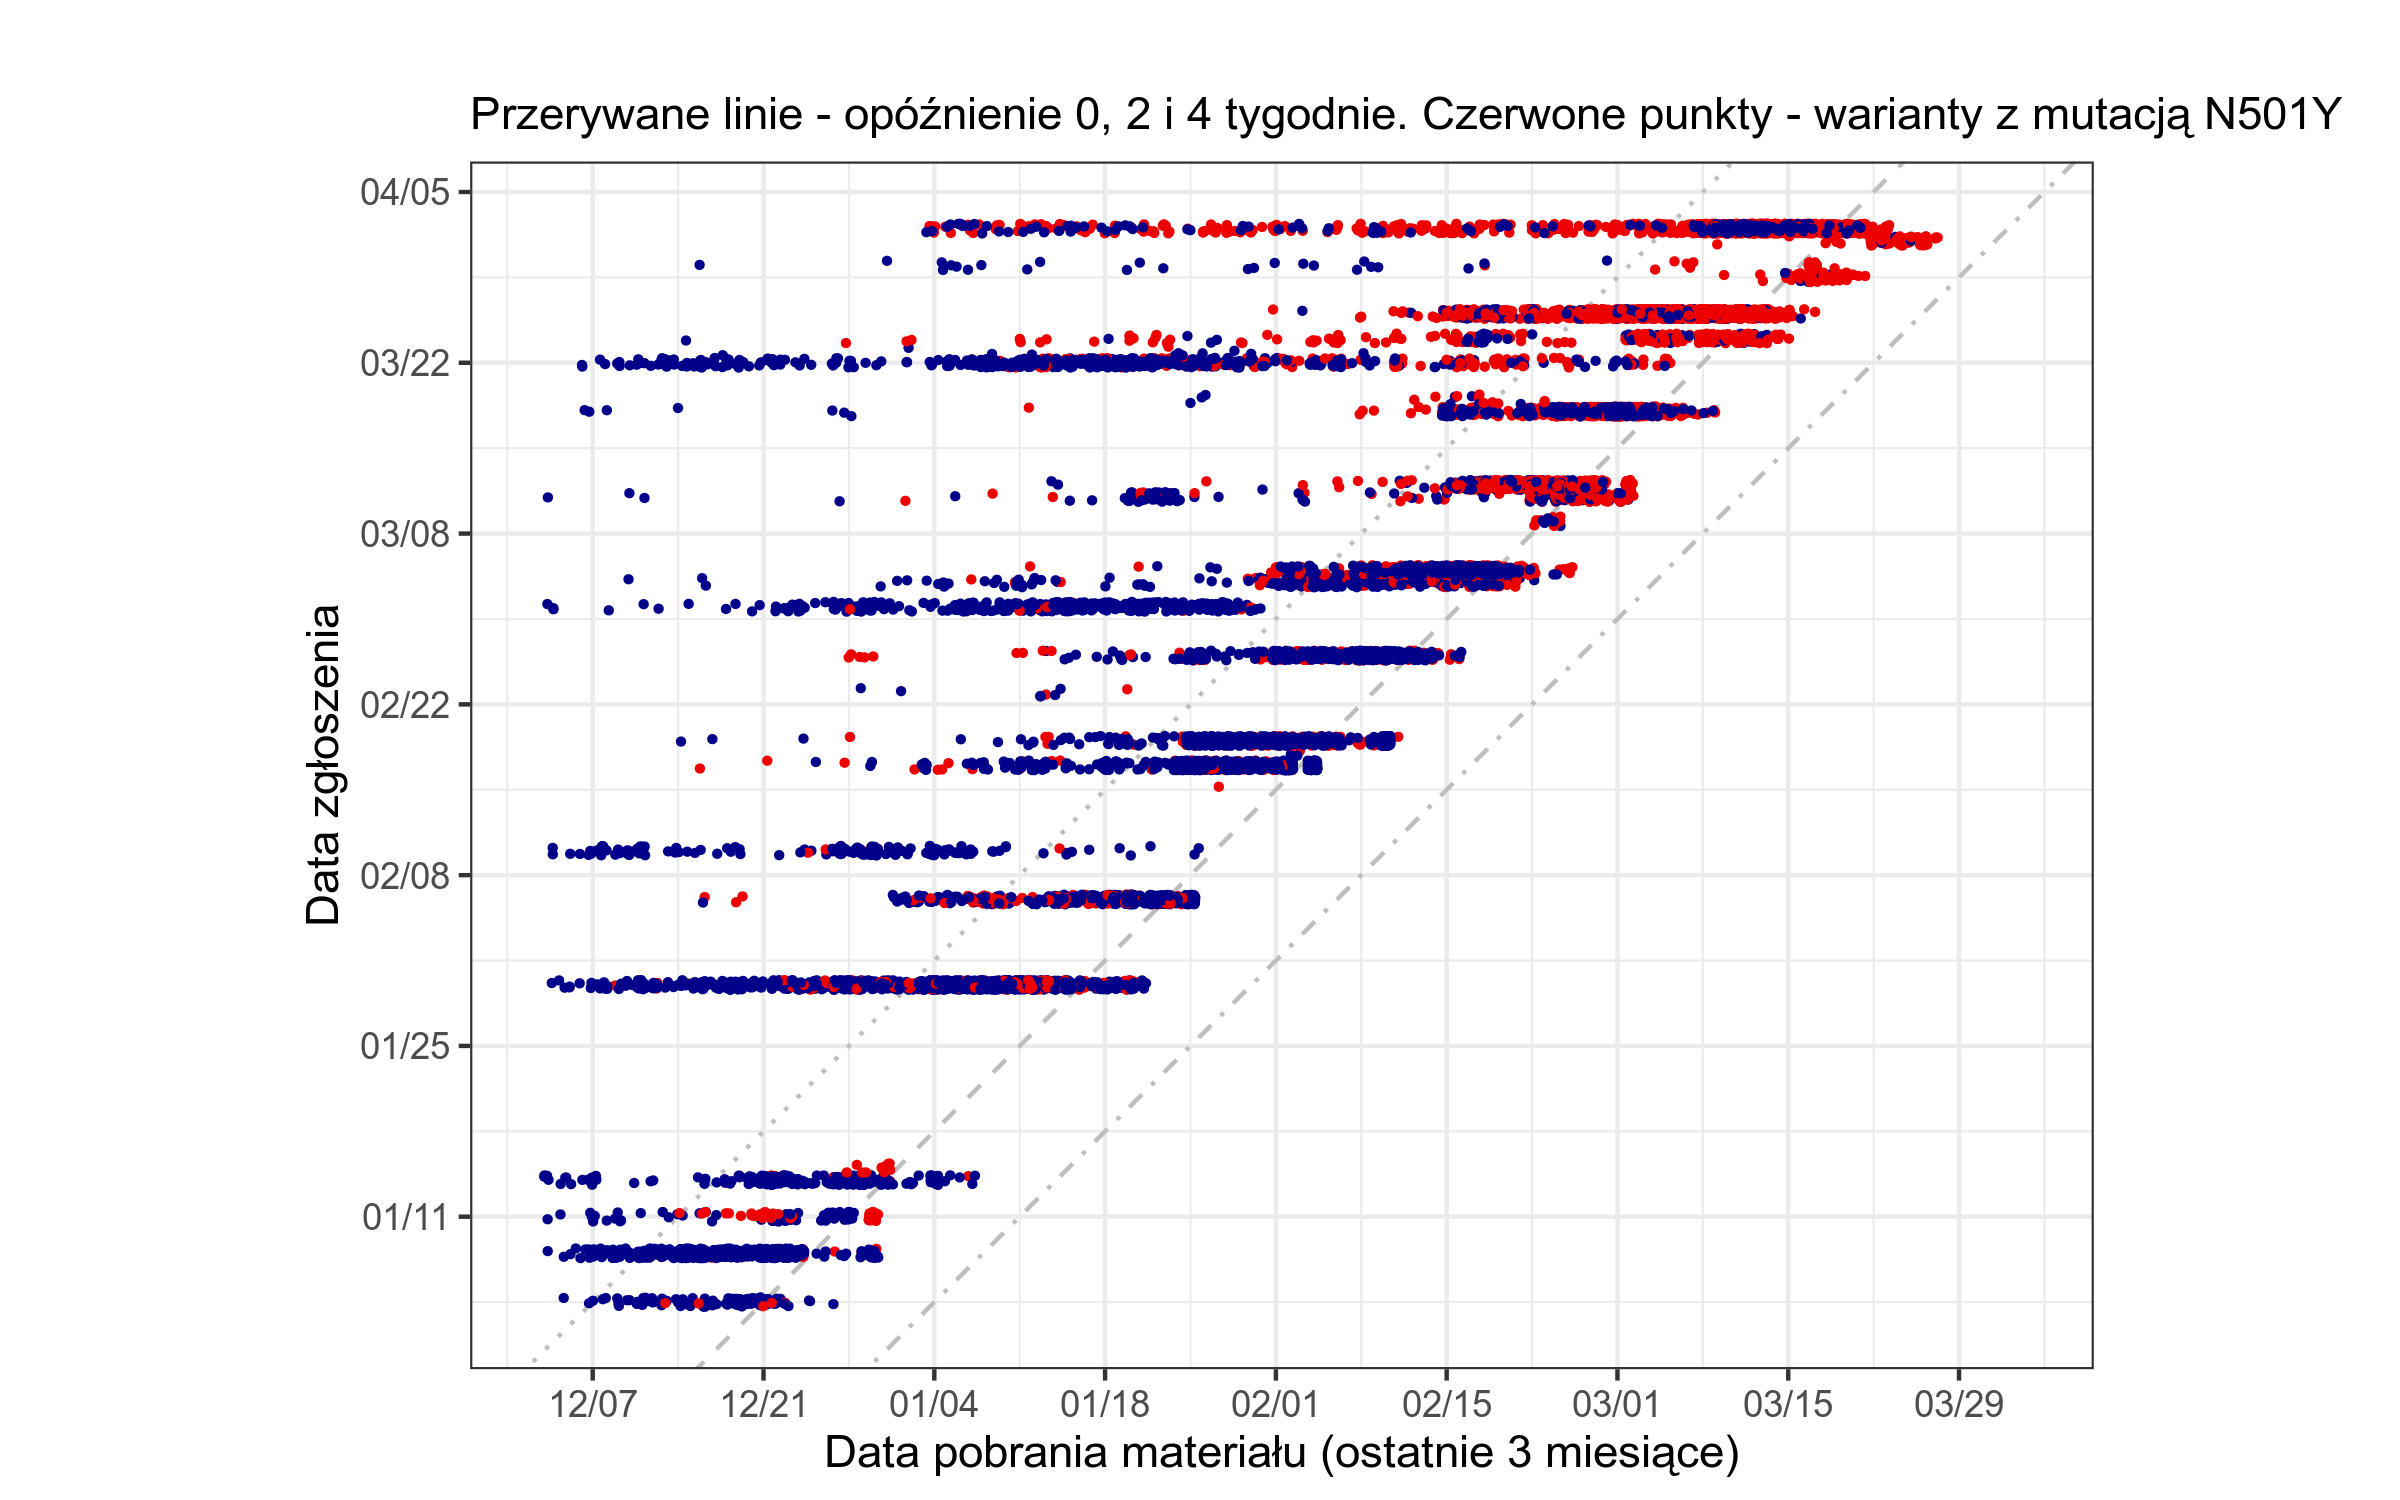 Przerywane linie - opóźnienie 0, 2 i 4 tygodnie. Czerwone punkty - warianty z mutacją N501Y
04/05
03/22
03/08
02/22
02/08
01/25
01/11
Data zgłoszenia
12/07 12/21 01/04 01/18 02/01 02/15 03/01 03/15 03/29
Data pobrania materiału (ostatnie 3 miesiące)